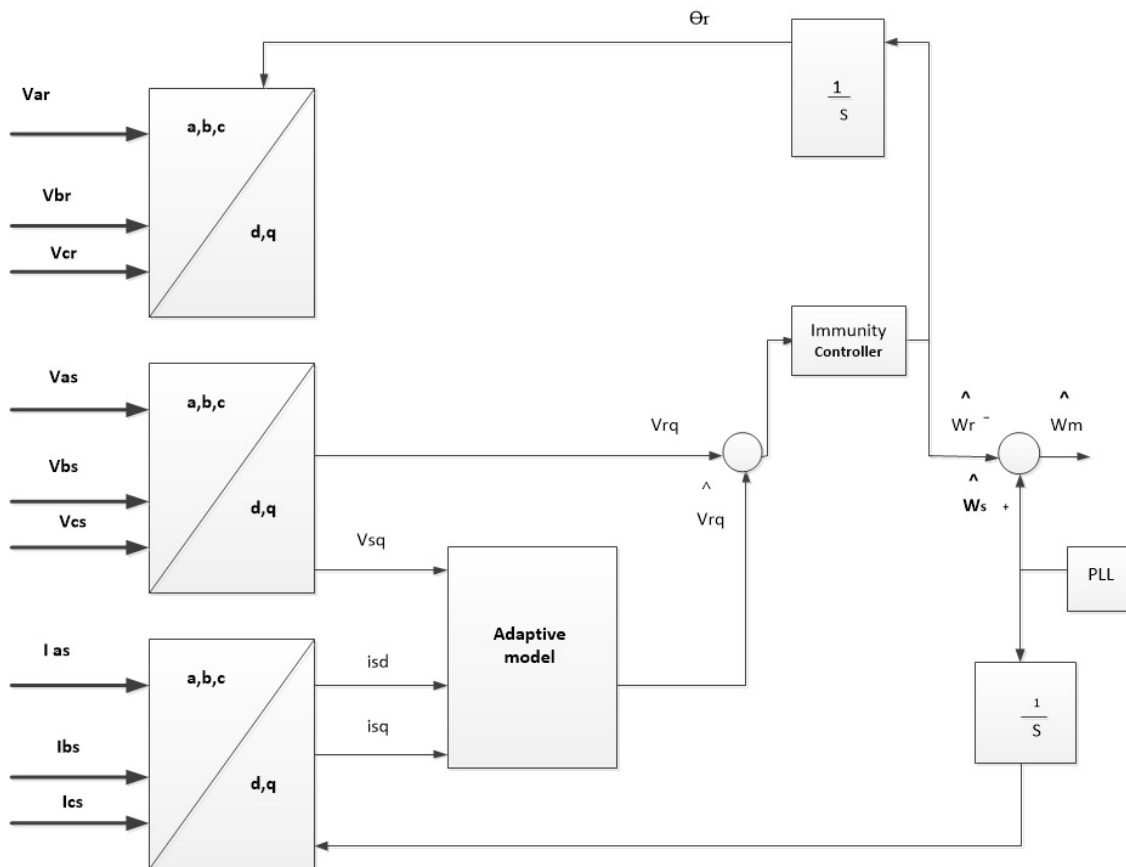 Ɵr
1
S
Var
a,b,c
Vbr
d,q
Vcr
Immunity
Controller
Vas
a,b,c
Vrq
^
Wr -
^
Wm
Vbs
d,q
^
Vrq
^
Ws +
Vcs
Vsq
PLL
Adaptive
model
I as
a,b,c
isd
isq
1
S
Ibs
d,q
Ics